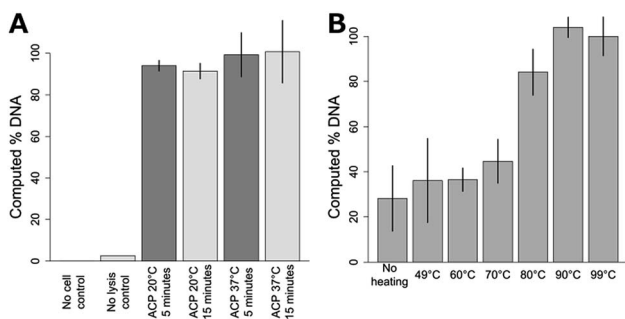 A
Computed % DNA
100
80
60
40
20
0
No cell
control
No lysis
control
ACP 20°C
5 minutes
ACP 20°C
15 minutes
ACP 37°C
5 minutes
ACP 37°C
15 minutes
B
Computed % DNA
100
80
60
40
20
0
No
heating
49°C
60°C
70°C
80°C
90°C
99°C